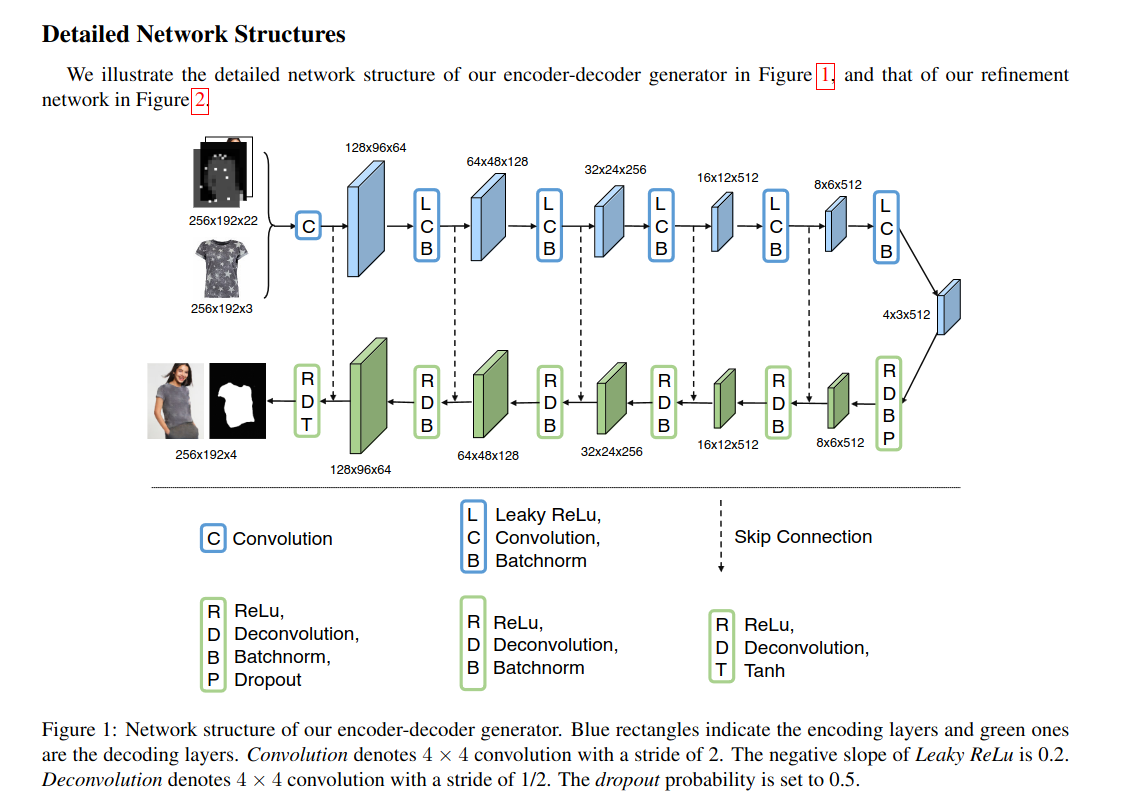 Detailed Network Structures
We illustrate the detailed network structure of our encoder-decoder generator in Figure 1, and that of our refinement
network in Figure 2.
128x96x64
64x48x128
32x24x256
16x12x512
8x6x512
256x192x22
C
L
C
B
L
C
B
L
C
B
L
C
B
L
C
B
256x192x3
4x3x512
R
D
T
R
D
B
R
D
B
R
D
B
R
D
B
R
D
B
P
256x192x4
128x96x64
64x48x128
32x24x256
16x12x512
8x6x512
C Convolution
L Leaky ReLu,
C Convolution,
B Batchnorm
Skip Connection
R ReLu,
D Deconvolution,
B Batchnorm,
P Dropout
R ReLu,
D Deconvolution,
B Batchnorm
R ReLu,
D Deconvolution,
T Tanh
Figure 1: Network structure of our encoder-decoder generator. Blue rectangles indicate the encoding layers and green ones
are the decoding layers. Convolution denotes 4 × 4 convolution with a stride of 2. The negative slope of Leaky ReLu is 0.2.
Deconvolution denotes 4 × 4 convolution with a stride of 1/2. The dropout probability is set to 0.5.